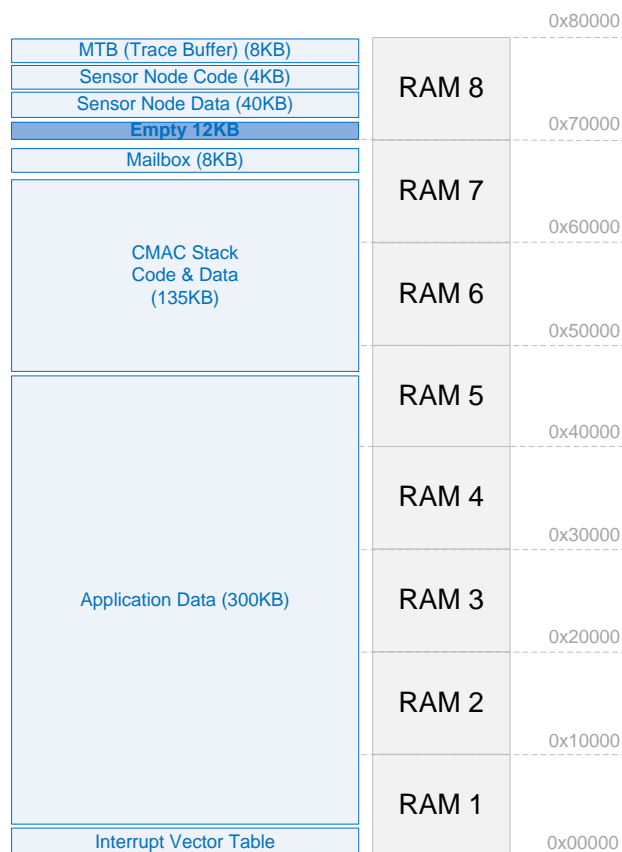 0x80000
MTB (Trace Buffer) (8KB)
Sensor Node Code (4KB)
RAM 8
Sensor Node Data (40KB)
Empty 12KB
0x70000
Mailbox (8KB)
RAM 7
0x60000
CMAC Stack
Code & Data
(135KB)
RAM 6
0x50000
RAM 5
0x40000
RAM 4
0x30000
Application Data (300KB)
RAM 3
0x20000
RAM 2
0x10000
RAM 1
Interrupt Vector Table
0x00000